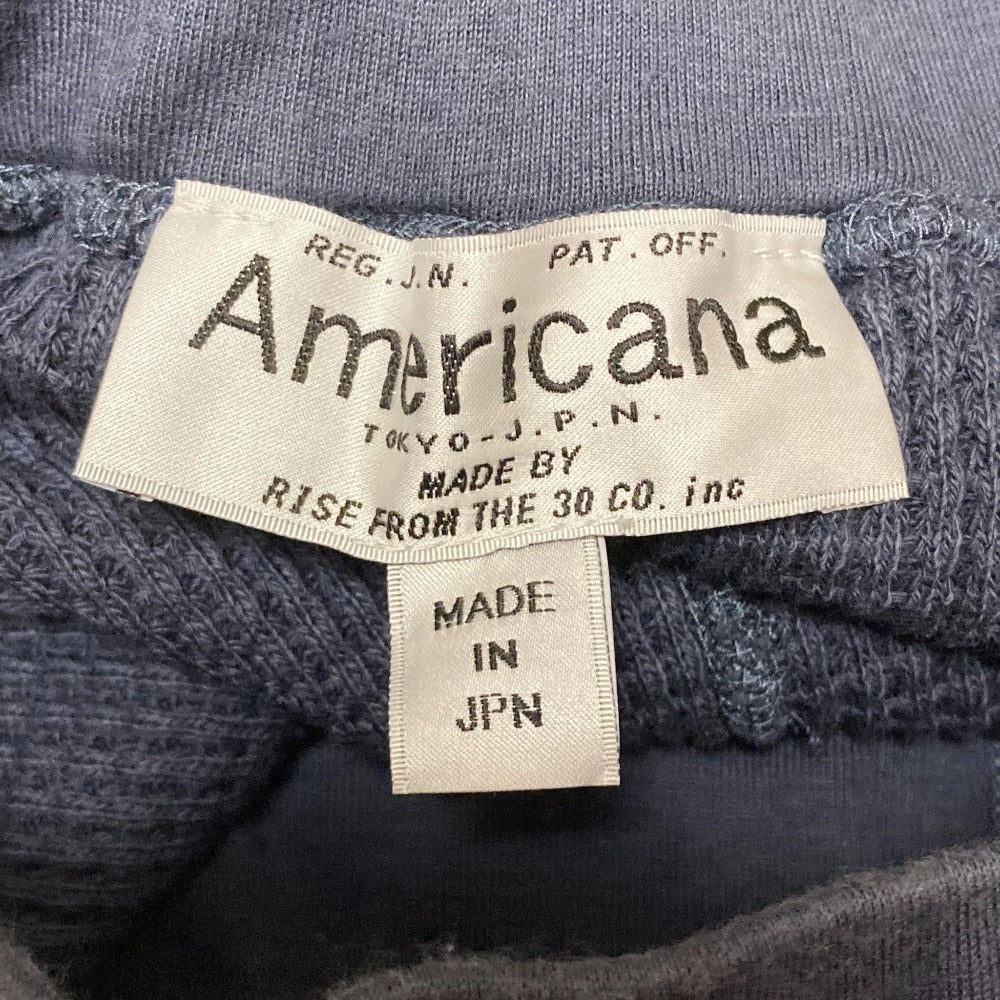 REG.J.N. PAT.OFF.
Americana
TOKYO-J.P.N.
MADE BY
RISE FROM THE 30 CO. inc
MADE
IN
JPN